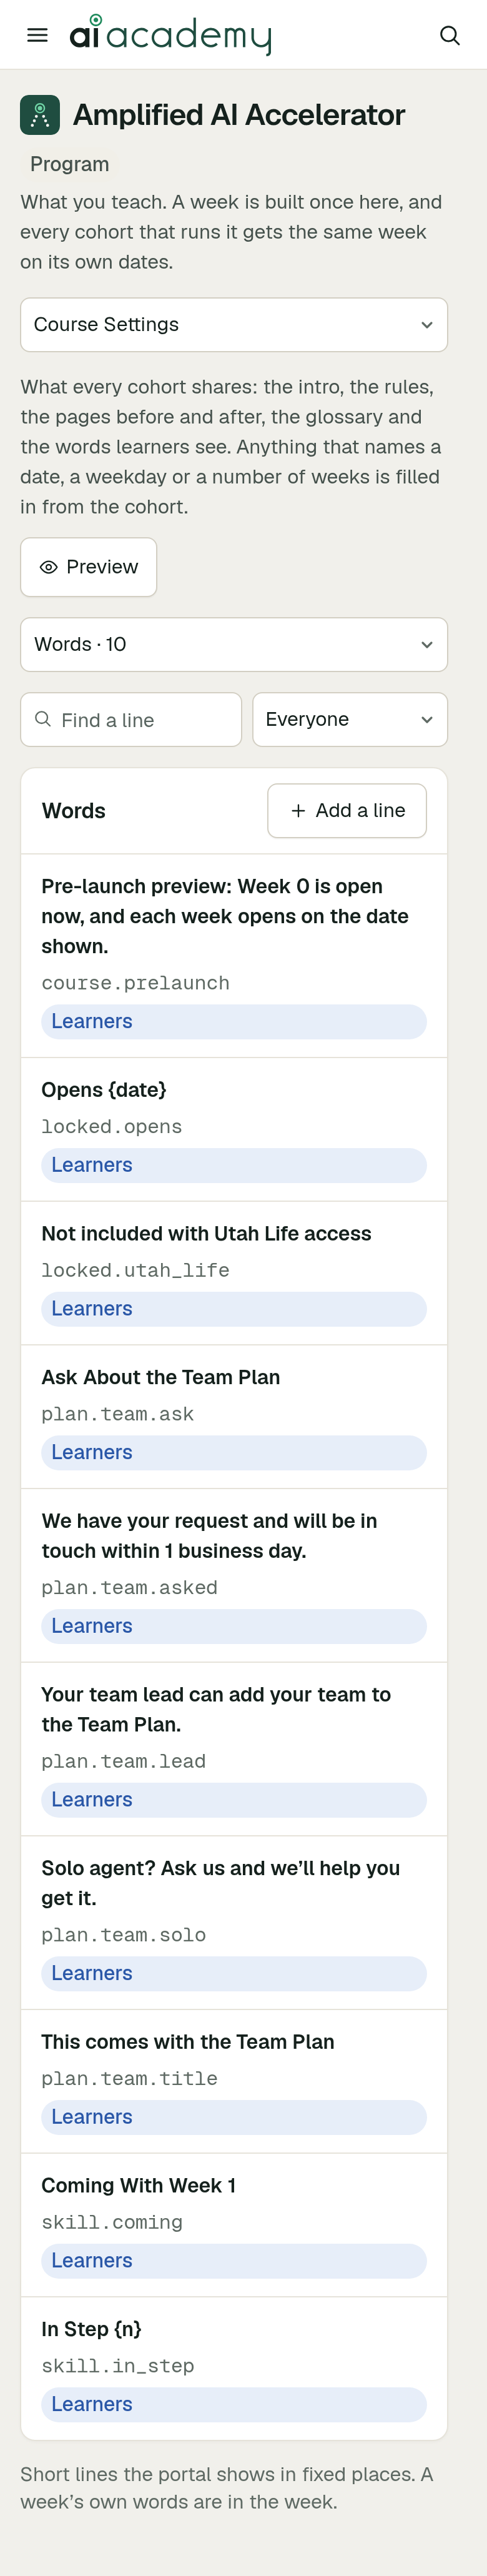 ai academy
Amplified AI Accelerator
Program
What you teach. A week is built once here, and
every cohort that runs it gets the same week
on its own dates.
Course Settings
What every cohort shares: the intro, the rules,
the pages before and after, the glossary and
the words learners see. Anything that names a
date, a weekday or a number of weeks is filled
in from the cohort.
Preview
Words · 10
Find a line
Everyone
Words
Add a line
Pre-launch preview: Week 0 is open
now, and each week opens on the date
shown.
course.prelaunch
Learners
Opens {date}
locked.opens
Learners
Not included with Utah Life access
locked.utah_life
Learners
Ask About the Team Plan
plan.team.ask
Learners
We have your request and will be in
touch within 1 business day.
plan.team.asked
Learners
Your team lead can add your team to
the Team Plan.
plan.team.lead
Learners
Solo agent? Ask us and we’ll help you
get it.
plan.team.solo
Learners
This comes with the Team Plan
plan.team.title
Learners
Coming With Week 1
skill.coming
Learners
In Step {n}
skill.in_step
Learners
Short lines the portal shows in fixed places. A
week’s own words are in the week.